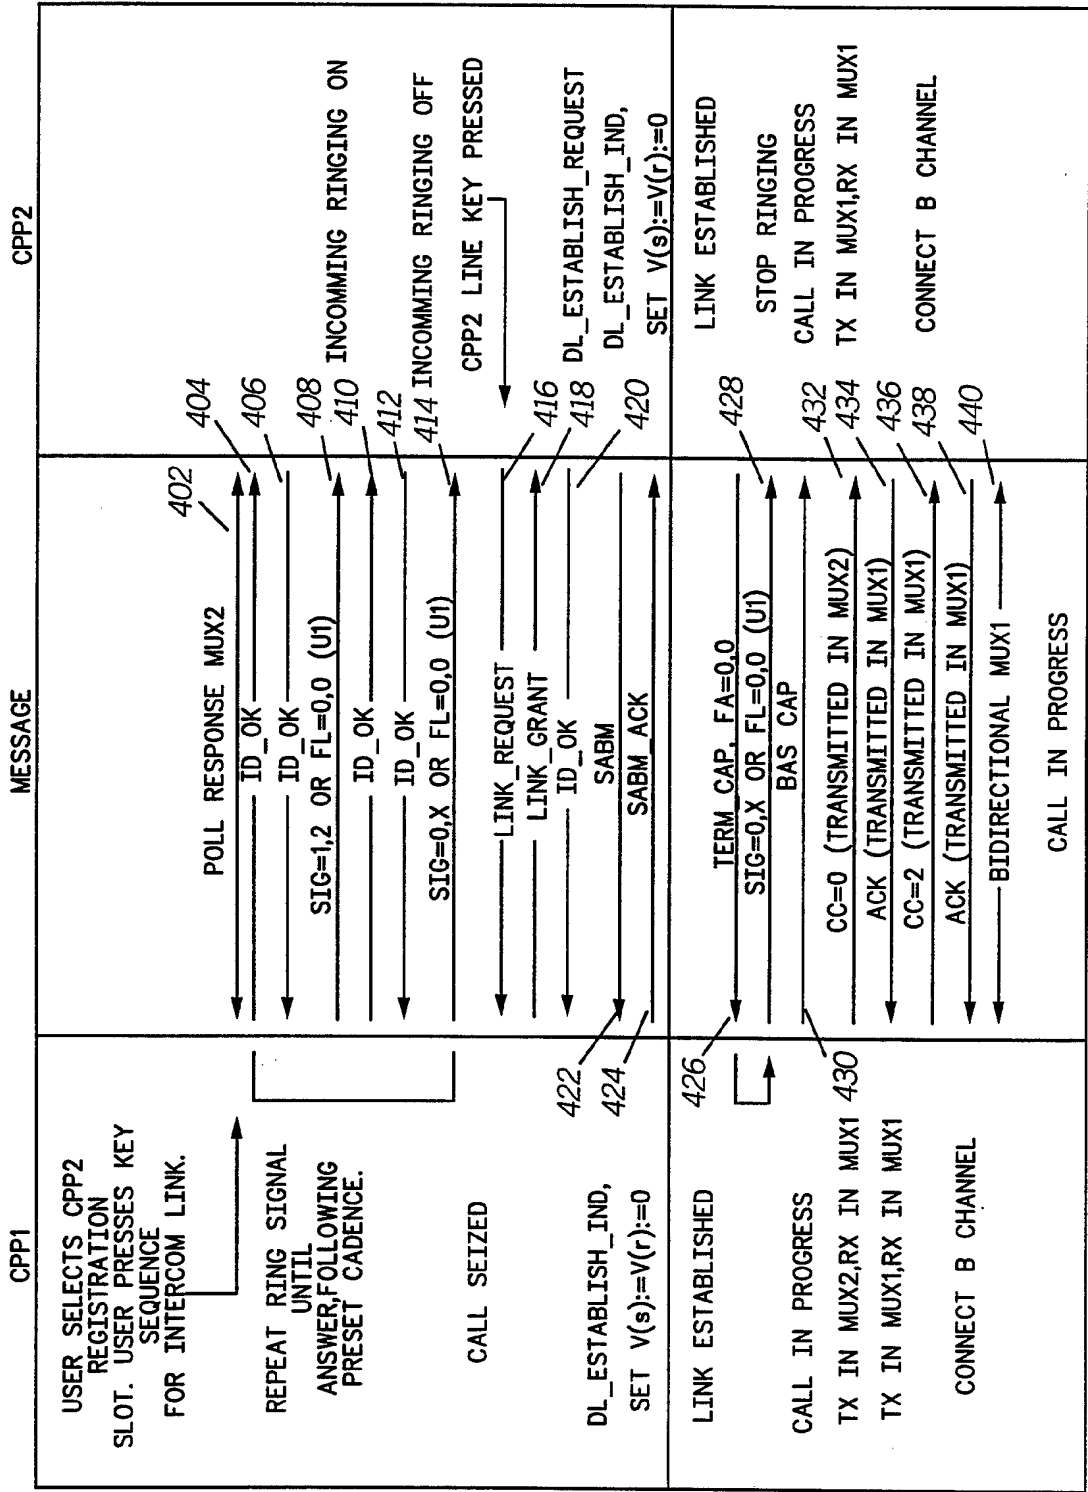 CPP1
MESSAGE
CPP2
USER SELECTS CPP2
REGISTRATION
SLOT. USER PRESSES KEY
SEQUENCE
FOR INTERCOM LINK.
REPEAT RING SIGNAL
UNTIL
ANSWER,FOLLOWING
PRESET CADENCE.
CALL SEIZED
DL_ESTABLISH_IND,
SET V(s):=V(r):=0
POLL RESPONSE MUX2
402
404
ID_OK
406
ID_OK
408
SIG=1,2 OR FL=0,0 (U1)
410
ID_OK
412
ID_OK
414
SIG=0,X OR FL=0,0 (U1)
LINK_REQUEST
416
LINK_GRANT
418
ID_OK
420
SABM
422
SABM_ACK
424
INCOMMING RINGING ON
INCOMMING RINGING OFF
CPP2 LINE KEY PRESSED
DL_ESTABLISH_REQUEST
DL_ESTABLISH_IND,
SET V(s):=V(r):=0
LINK ESTABLISHED
CALL IN PROGRESS
TX IN MUX2,RX IN MUX1
TX IN MUX1,RX IN MUX1
CONNECT B CHANNEL
426
TERM_CAP, FA=0,0
428
SIG=0,X OR FL=0,0 (U1)
BAS CAP
430
432
CC=0 (TRANSMITTED IN MUX2)
434
ACK (TRANSMITTED IN MUX1)
436
CC=2 (TRANSMITTED IN MUX1)
438
ACK (TRANSMITTED IN MUX1)
440
BIDIRECTIONAL MUX1
CALL IN PROGRESS
LINK ESTABLISHED
STOP RINGING
CALL IN PROGRESS
TX IN MUX1,RX IN MUX1
CONNECT B CHANNEL